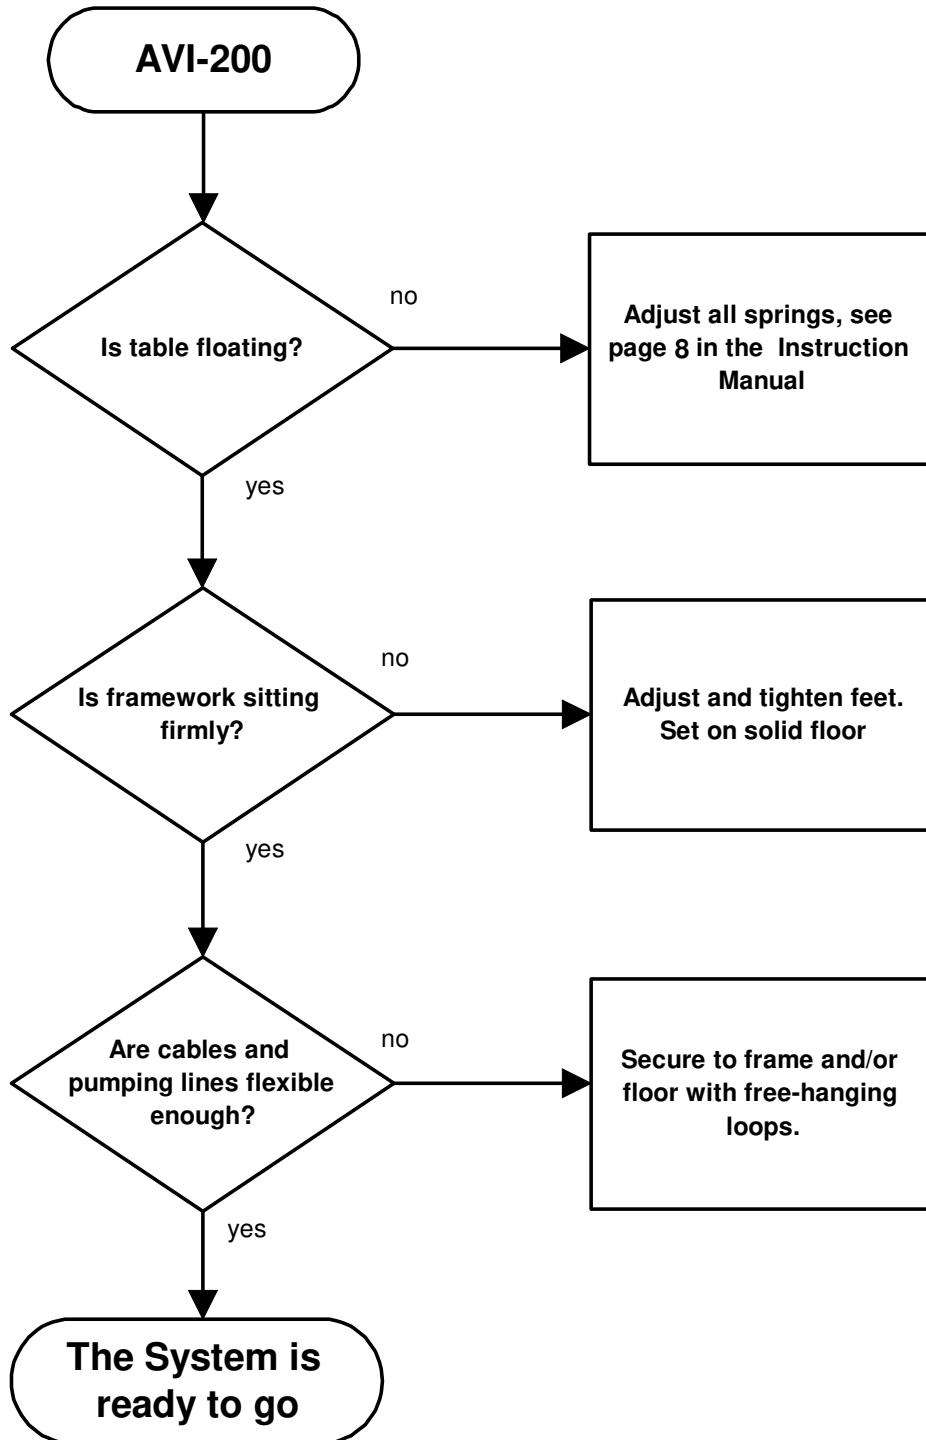 AVI-200
no
Is table floating?
Adjust all springs, see
page 8 in the Instruction
Manual
yes
no
Is framework sitting
firmly?
Adjust and tighten feet.
Set on solid floor
yes
no
Are cables and
pumping lines flexible
enough?
Secure to frame and/or
floor with free-hanging
loops.
yes
The System is
ready to go